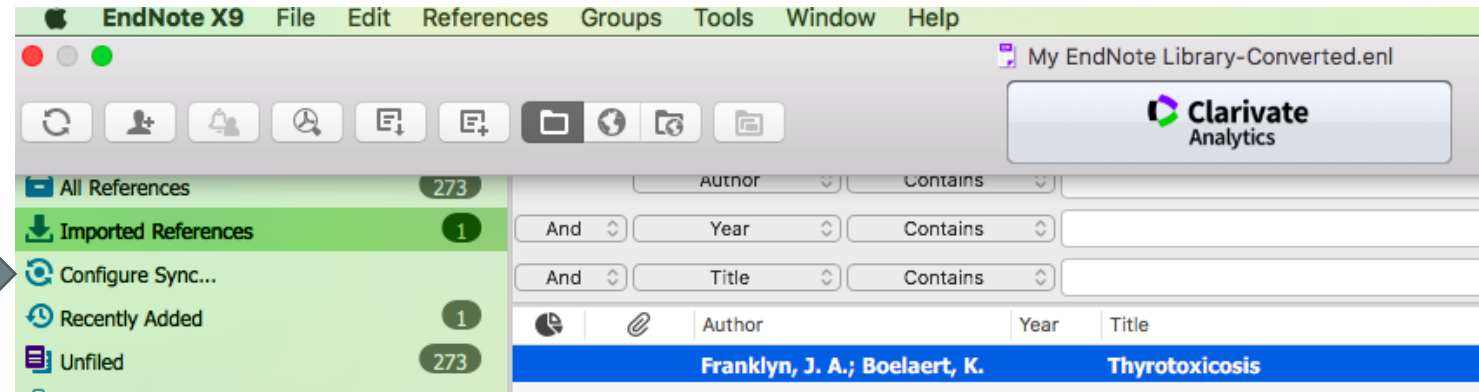 EndNote X9 File Edit References Groups Tools Window Help
My EndNote Library-Converted.enl
Clarivate
Analytics
All References 273
Author Contains
Imported References 1
And Year Contains
Configure Sync...
And Title Contains
Recently Added 1
Author Year Title
Unfiled 273
Franklyn, J. A.; Boelaert, K. Thyrotoxicosis